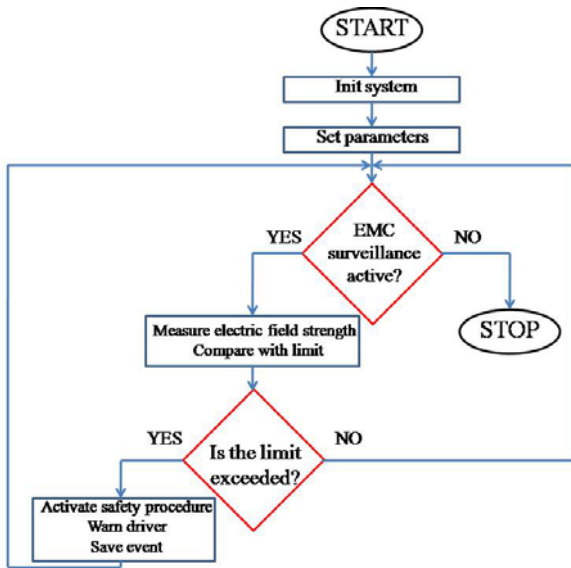 START
Init system
Set parameters
EMC
surveillance
active?
YES
NO
Measure electric field strength
Compare with limit
STOP
YES
NO
Is the limit
exceeded?
Activate safety procedure
Warn driver
Save event